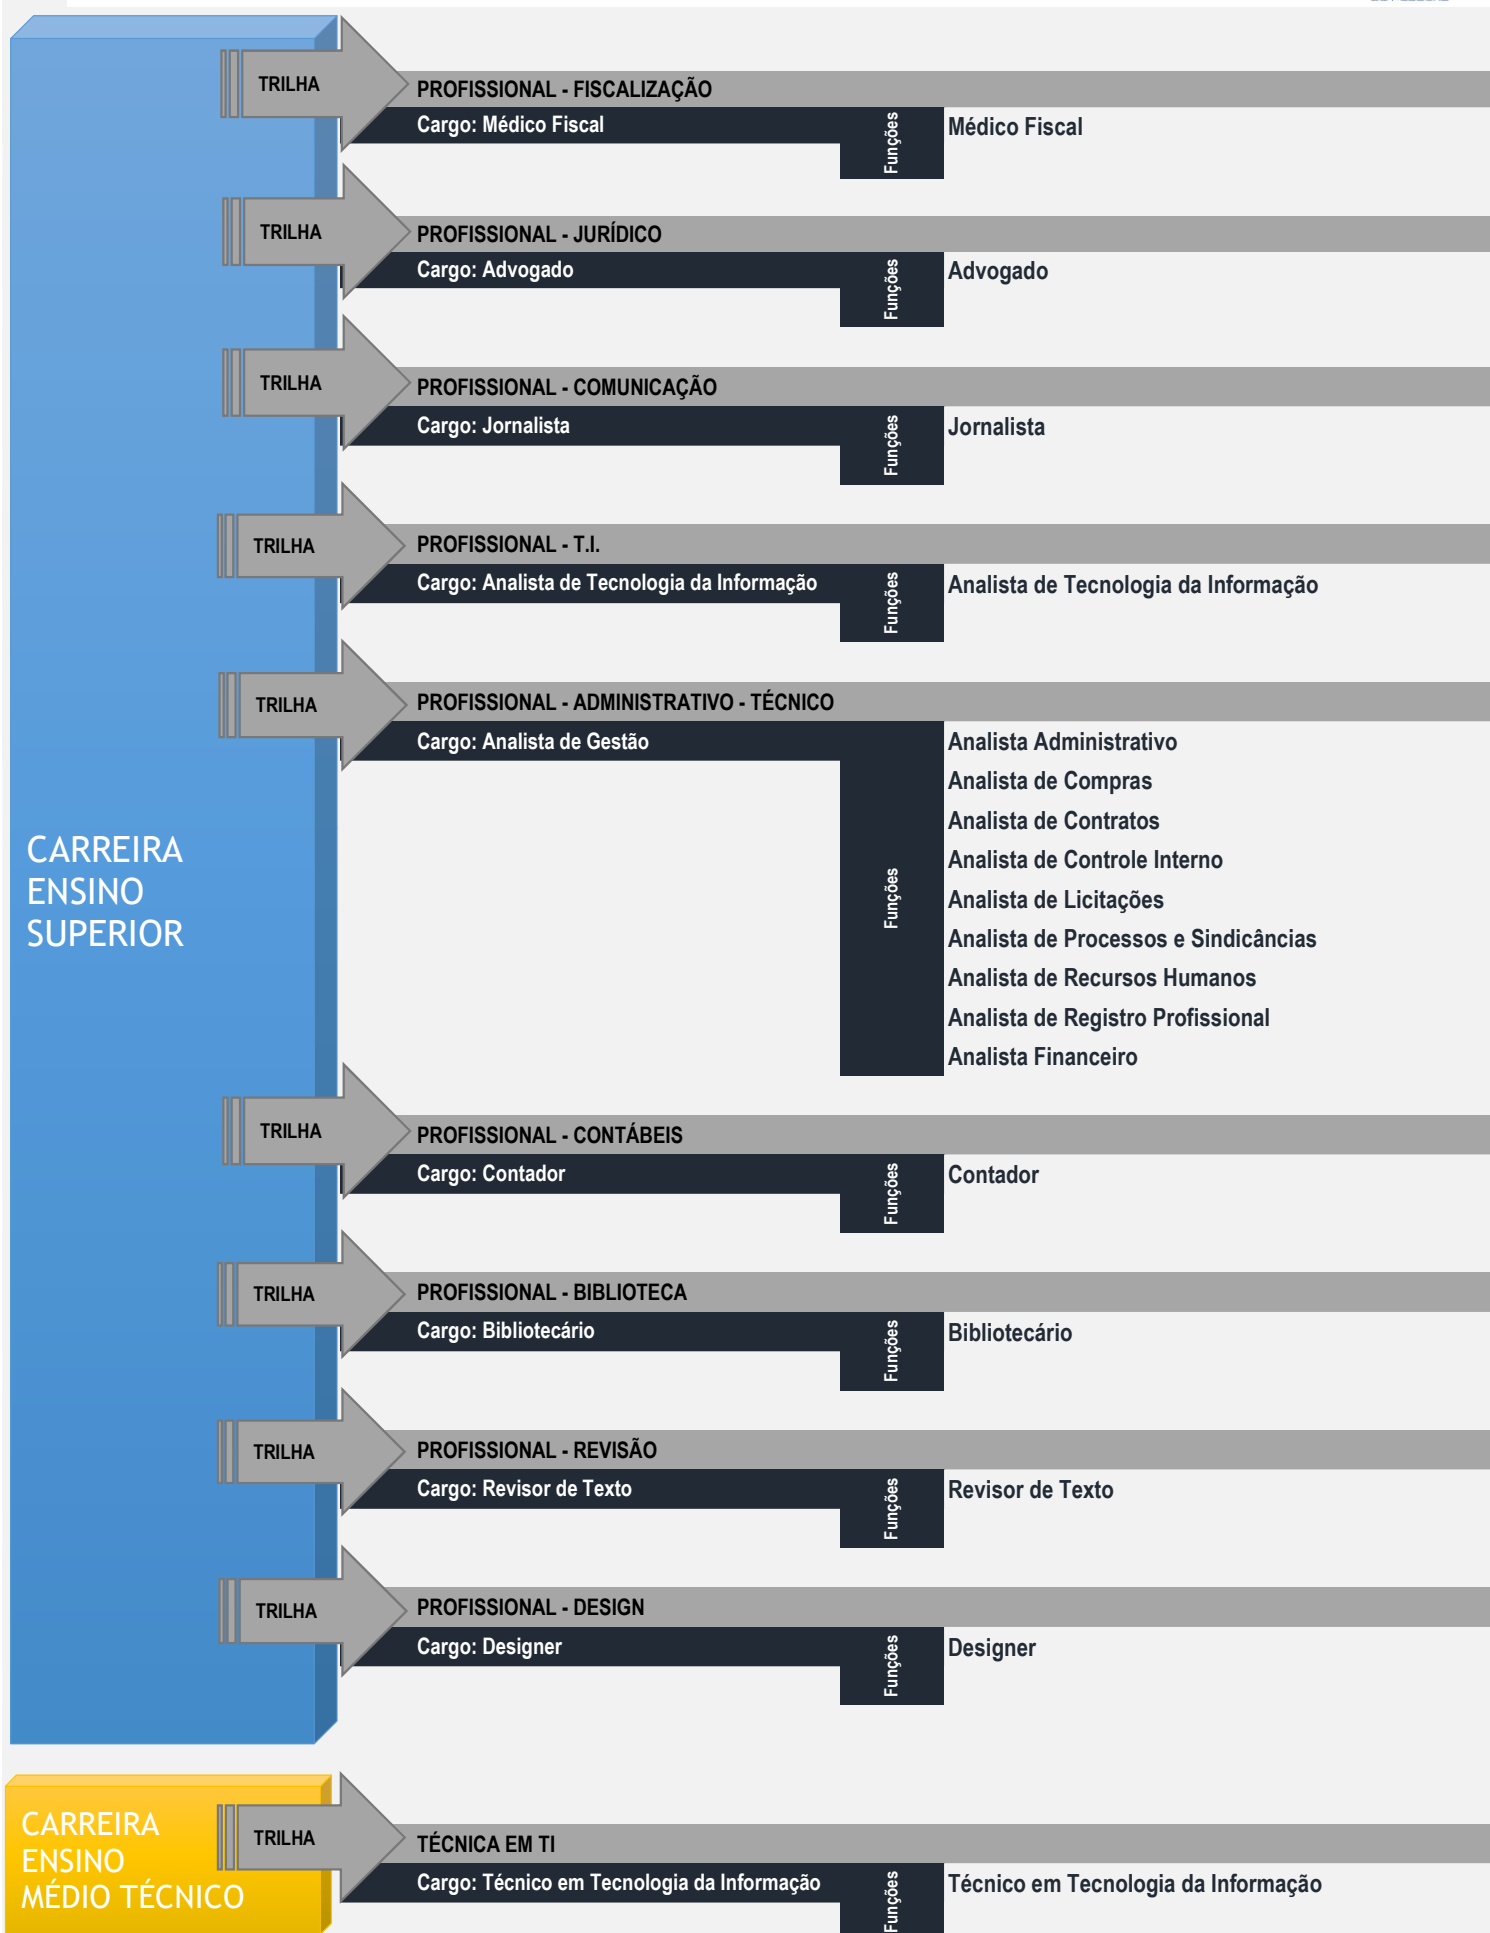 TRILHA
PROFISSIONAL - FISCALIZAÇÃO
Cargo: Médico Fiscal
Funções
Médico Fiscal
TRILHA
PROFISSIONAL - JURÍDICO
Cargo: Advogado
Funções
Advogado
TRILHA
PROFISSIONAL - COMUNICAÇÃO
Cargo: Jornalista
Funções
Jornalista
TRILHA
PROFISSIONAL - T.I.
Cargo: Analista de Tecnologia da Informação
Funções
Analista de Tecnologia da Informação
TRILHA
PROFISSIONAL - ADMINISTRATIVO - TÉCNICO
Cargo: Analista de Gestão
Funções
Analista Administrativo
Analista de Compras
Analista de Contratos
Analista de Controle Interno
Analista de Licitações
Analista de Processos e Sindicâncias
Analista de Recursos Humanos
Analista de Registro Profissional
Analista Financeiro
CARREIRA
ENSINO
SUPERIOR
TRILHA
PROFISSIONAL - CONTÁBEIS
Cargo: Contador
Funções
Contador
TRILHA
PROFISSIONAL - BIBLIOTECA
Cargo: Bibliotecário
Funções
Bibliotecário
TRILHA
PROFISSIONAL - REVISÃO
Cargo: Revisor de Texto
Funções
Revisor de Texto
TRILHA
PROFISSIONAL - DESIGN
Cargo: Designer
Funções
Designer
CARREIRA
ENSINO
MÉDIO TÉCNICO
TRILHA
TÉCNICA EM TI
Cargo: Técnico em Tecnologia da Informação
Funções
Técnico em Tecnologia da Informação